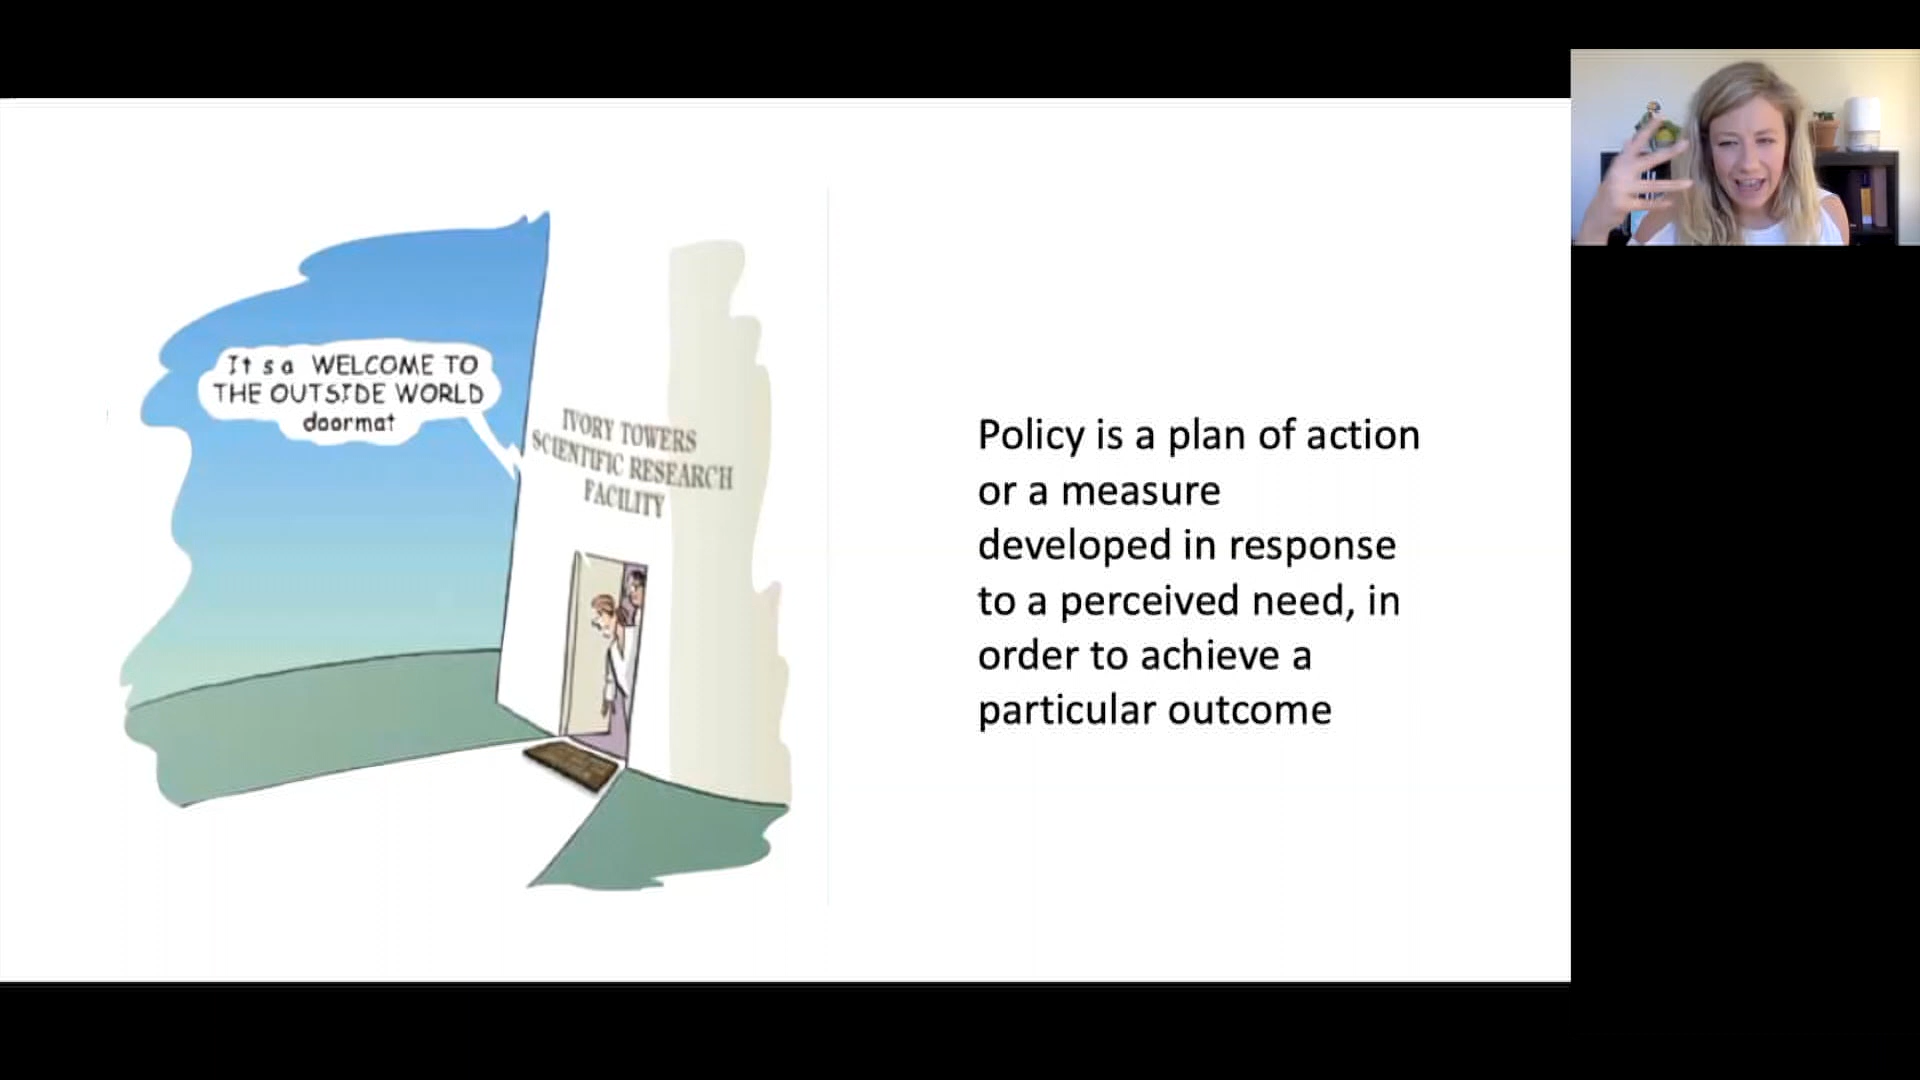 It s a WELCOME TO
THE OUTSIDE WORLD
doormat
IVORY TOWERS
SCIENTIFIC RESEARCH
FACILITY
Policy is a plan of action
or a measure
developed in response
to a perceived need, in
order to achieve a
particular outcome